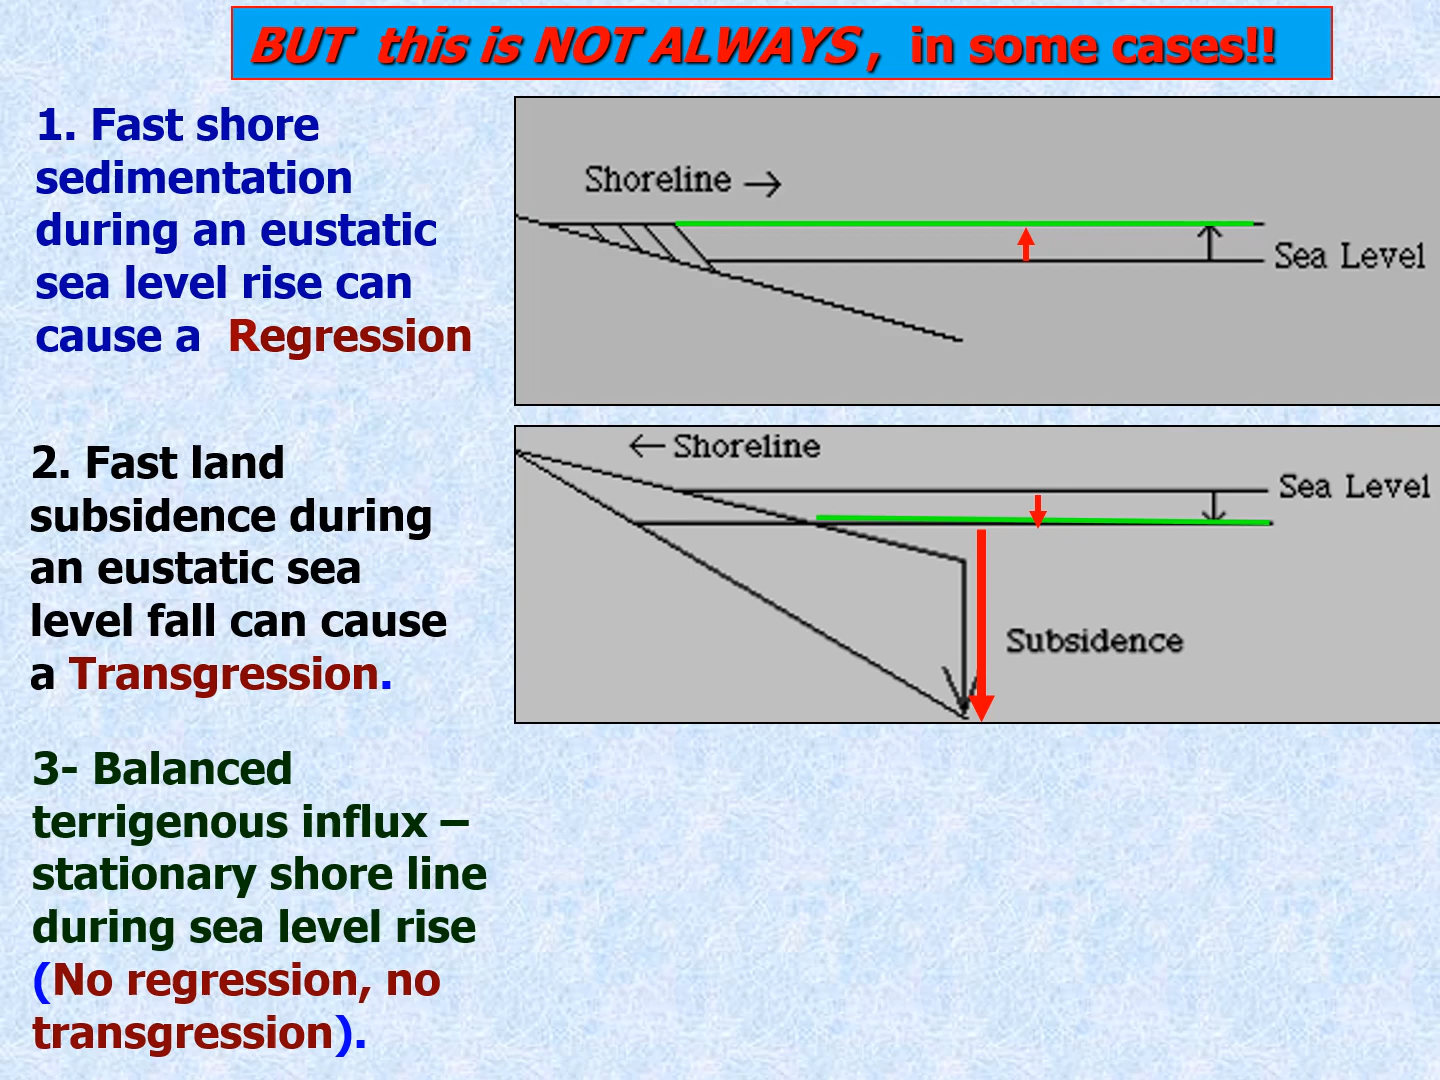 BUT this is NOT ALWAYS , in some cases!!
1. Fast shore
sedimentation
during an eustatic
sea level rise can
cause a Regression
Shoreline →
Sea Level
2. Fast land
subsidence during
an eustatic sea
level fall can cause
a Transgression.
← Shoreline
Sea Level
Subsidence
3- Balanced
terrigenous influx –
stationary shore line
during sea level rise
(No regression, no
transgression).